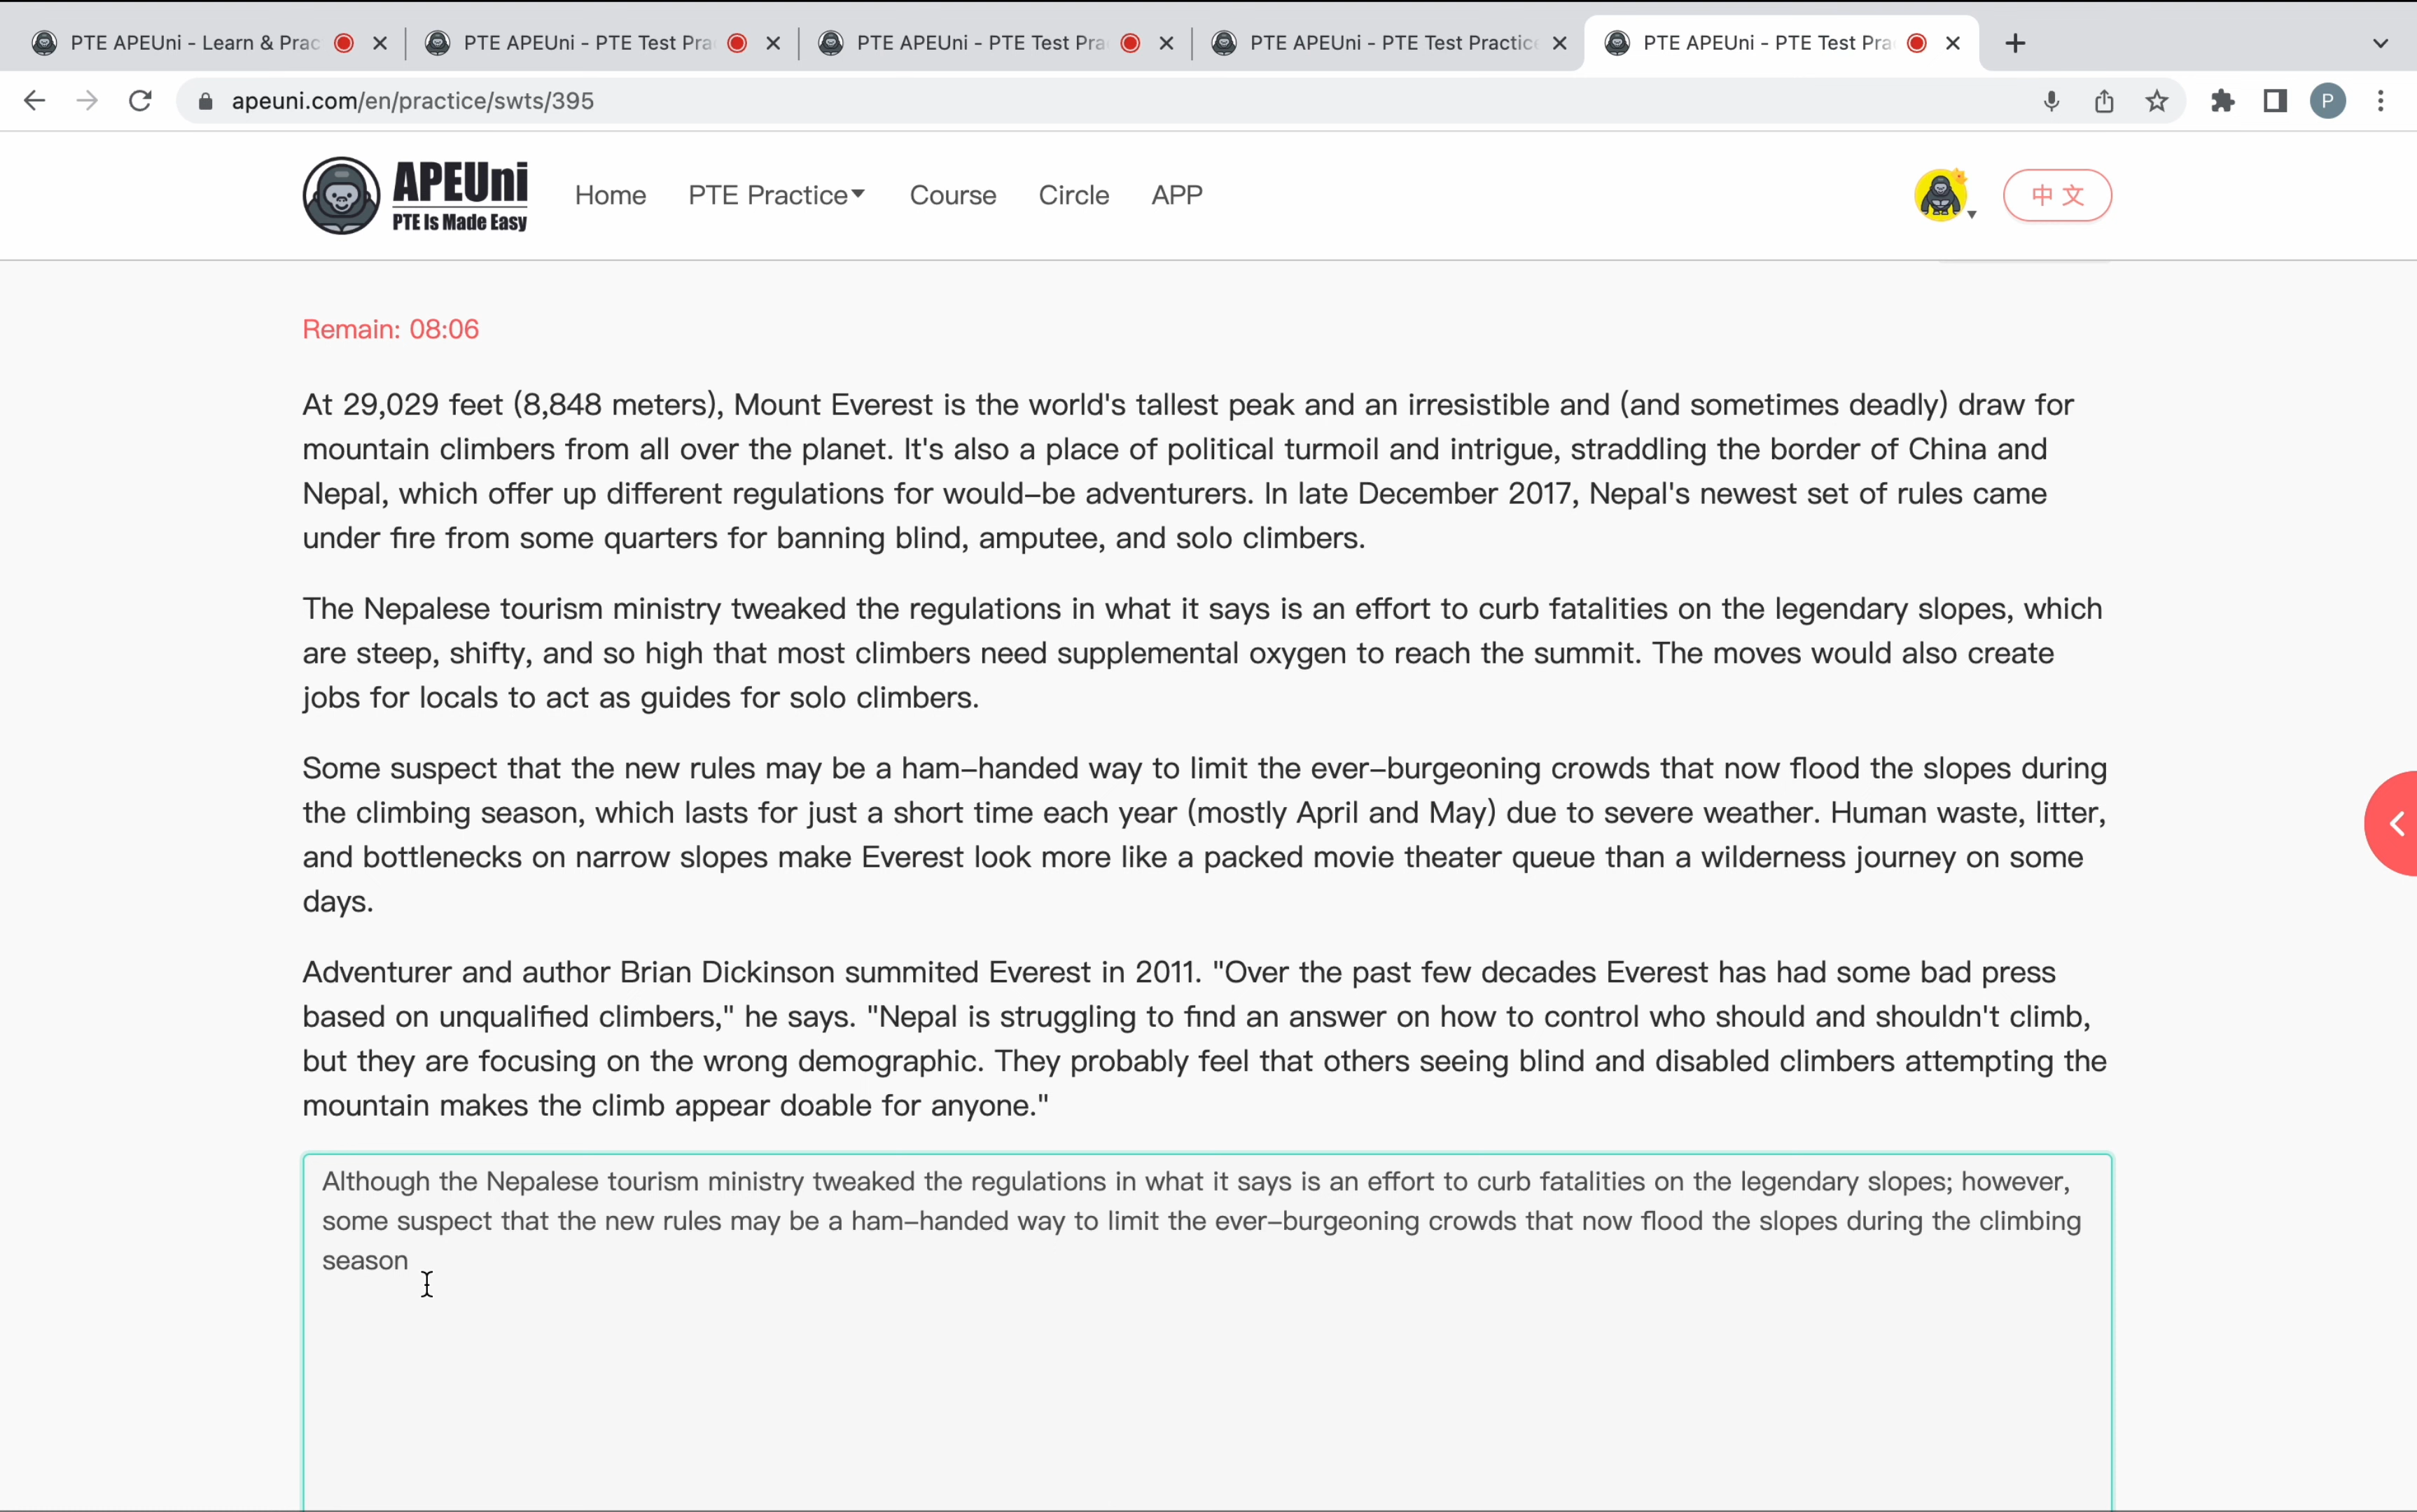 PTE APEUni - Learn & Prac
PTE APEUni - PTE Test Pra
PTE APEUni - PTE Test Pra
PTE APEUni - PTE Test Practice
PTE APEUni - PTE Test Pra
apeuni.com/en/practice/swts/395
P
APEUni
PTE Is Made Easy
Home
PTE Practice
Course
Circle
APP
中文
Remain: 08:06
At 29,029 feet (8,848 meters), Mount Everest is the world's tallest peak and an irresistible and (and sometimes deadly) draw for
mountain climbers from all over the planet. It's also a place of political turmoil and intrigue, straddling the border of China and
Nepal, which offer up different regulations for would–be adventurers. In late December 2017, Nepal's newest set of rules came
under fire from some quarters for banning blind, amputee, and solo climbers.
The Nepalese tourism ministry tweaked the regulations in what it says is an effort to curb fatalities on the legendary slopes, which
are steep, shifty, and so high that most climbers need supplemental oxygen to reach the summit. The moves would also create
jobs for locals to act as guides for solo climbers.
Some suspect that the new rules may be a ham–handed way to limit the ever–burgeoning crowds that now flood the slopes during
the climbing season, which lasts for just a short time each year (mostly April and May) due to severe weather. Human waste, litter,
and bottlenecks on narrow slopes make Everest look more like a packed movie theater queue than a wilderness journey on some
days.
Adventurer and author Brian Dickinson summited Everest in 2011. "Over the past few decades Everest has had some bad press
based on unqualified climbers," he says. "Nepal is struggling to find an answer on how to control who should and shouldn't climb,
but they are focusing on the wrong demographic. They probably feel that others seeing blind and disabled climbers attempting the
mountain makes the climb appear doable for anyone."
Although the Nepalese tourism ministry tweaked the regulations in what it says is an effort to curb fatalities on the legendary slopes; however,
some suspect that the new rules may be a ham–handed way to limit the ever–burgeoning crowds that now flood the slopes during the climbing
season